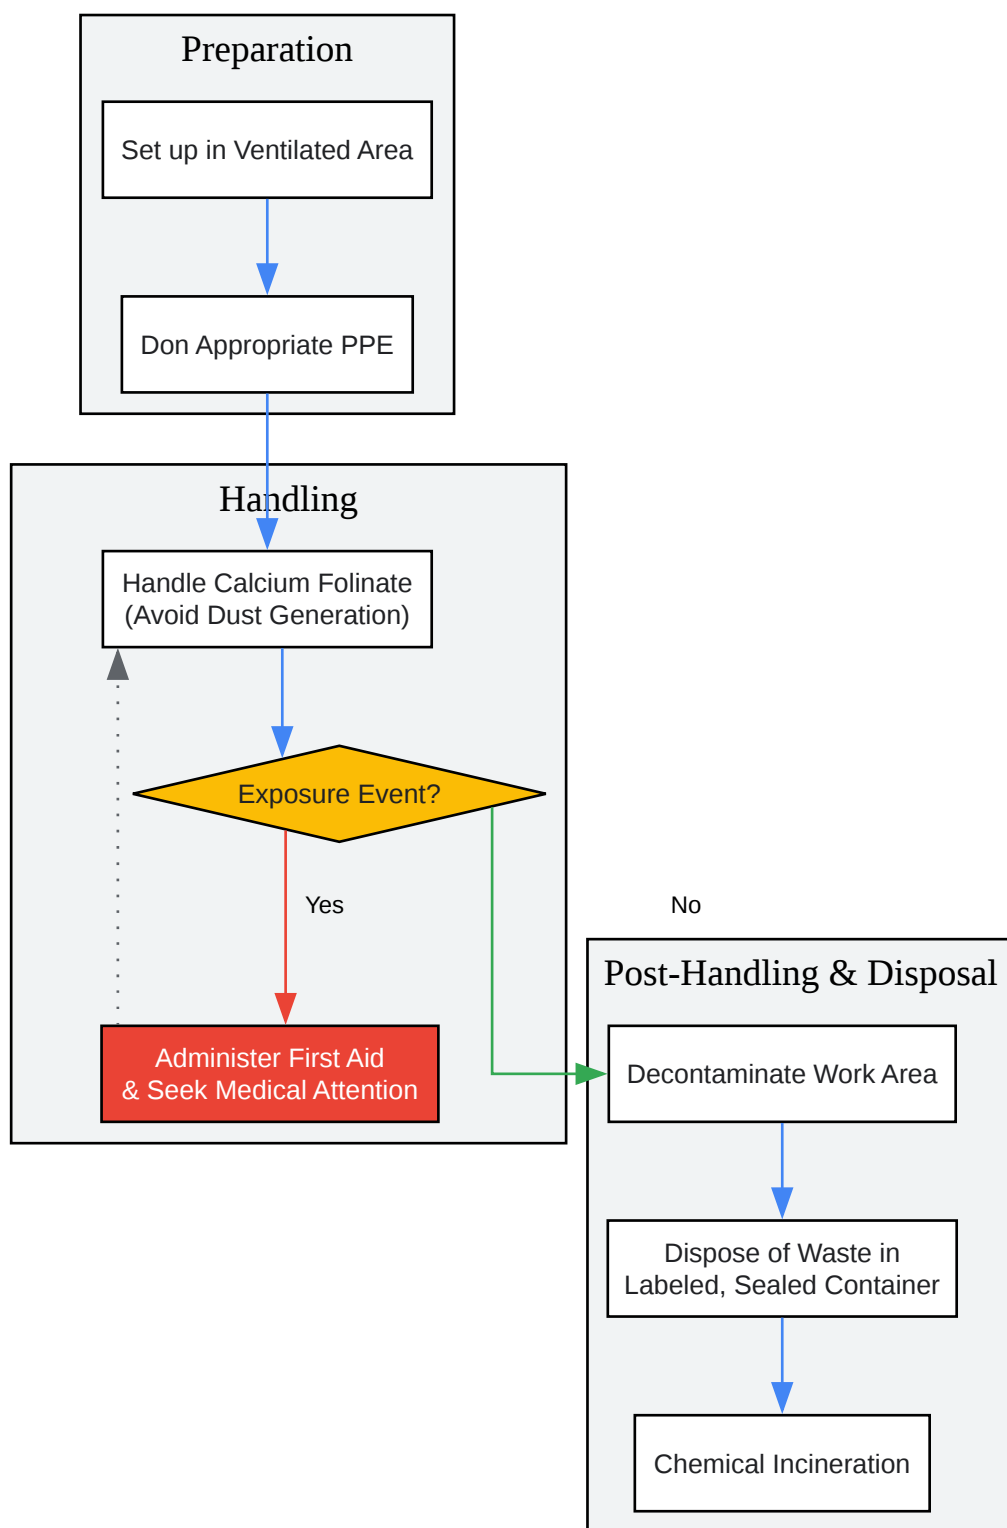 Preparation
Set up in Ventilated Area
Don Appropriate PPE
Handling
Handle Calcium Folinate
(Avoid Dust Generation)
Exposure Event?
Yes
No
Administer First Aid
& Seek Medical Attention
Post-Handling & Disposal
Decontaminate Work Area
Dispose of Waste in
Labeled, Sealed Container
Chemical Incineration